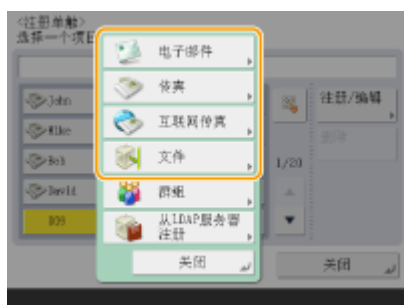 <注册单触>
选择一个项目
电子邮件
传真
互联网传真
文件
群组
从LDAP服务器
注册
关闭
John
Mike
Bob
David
009
注册/编辑
删除
1/20
关闭